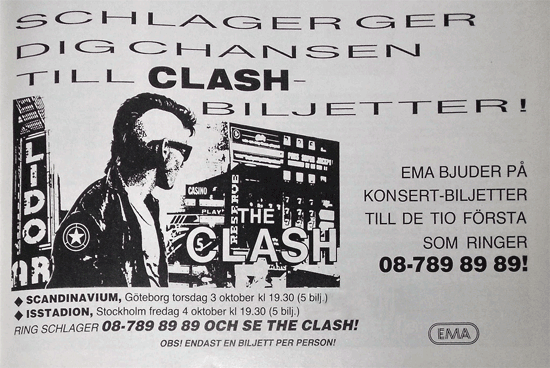 SCHLAGER GER
DIG CHANSEN
TILL CLASH-
BILJETTER!
LIDO
BAR
CASINO
PLAY
RESERVE
THE
CLASH
EMA BJUDER PÅ
KONSERT-BILJETTER
TILL DE TIO FÖRSTA
SOM RINGER
08-789 89 89!
◆ SCANDINAVIUM, Göteborg torsdag 3 oktober kl 19.30 (5 bilj.)
◆ ISSTADION, Stockholm fredag 4 oktober kl 19.30 (5 bilj.)
RING SCHLAGER 08-789 89 89 OCH SE THE CLASH!
OBS! ENDAST EN BILJETT PER PERSON!
EMA